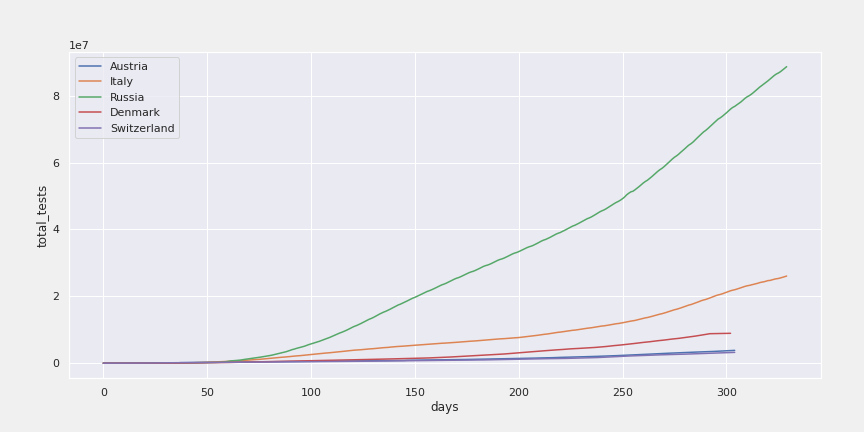 1e7
Austria
Italy
Russia
Denmark
Switzerland
8
6
4
2
0
total_tests
0 50 100 150 200 250 300
days